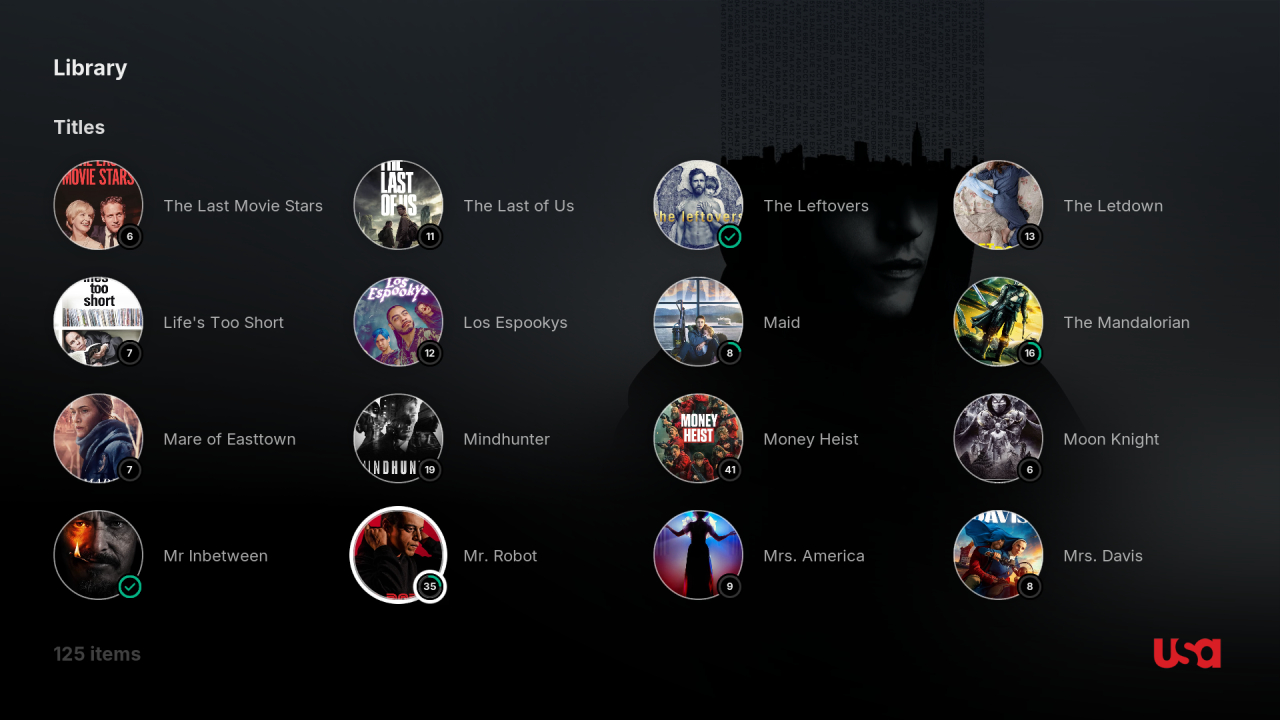 Library
Titles
THE LAST
MOVIE STARS
6
The Last Movie Stars
THE
LAST
OF US
11
The Last of Us
the leftovers
The Leftovers
13
The Letdown
too
short
7
Life's Too Short
Los
Espookys
12
Los Espookys
8
Maid
16
The Mandalorian
7
Mare of Easttown
19
Mindhunter
MONEY
HEIST
41
Money Heist
6
Moon Knight
Mr Inbetween
35
Mr. Robot
9
Mrs. America
DAVIS
8
Mrs. Davis
125 items
usa